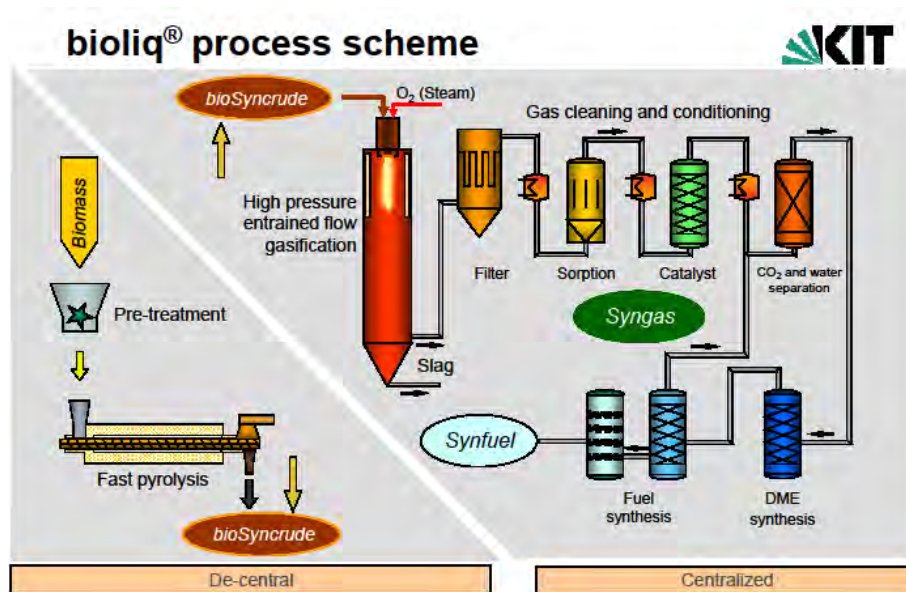 bioliq® process scheme
KIT
bioSyncrude
O₂ (Steam)
Gas cleaning and conditioning
Biomass
High pressure
entrained flow
gasification
Filter
Sorption
Catalyst
CO₂ and water
separation
Pre-treatment
Syngas
Slag
Synfuel
Fast pyrolysis
Fuel
synthesis
DME
synthesis
bioSyncrude
De-central
Centralized